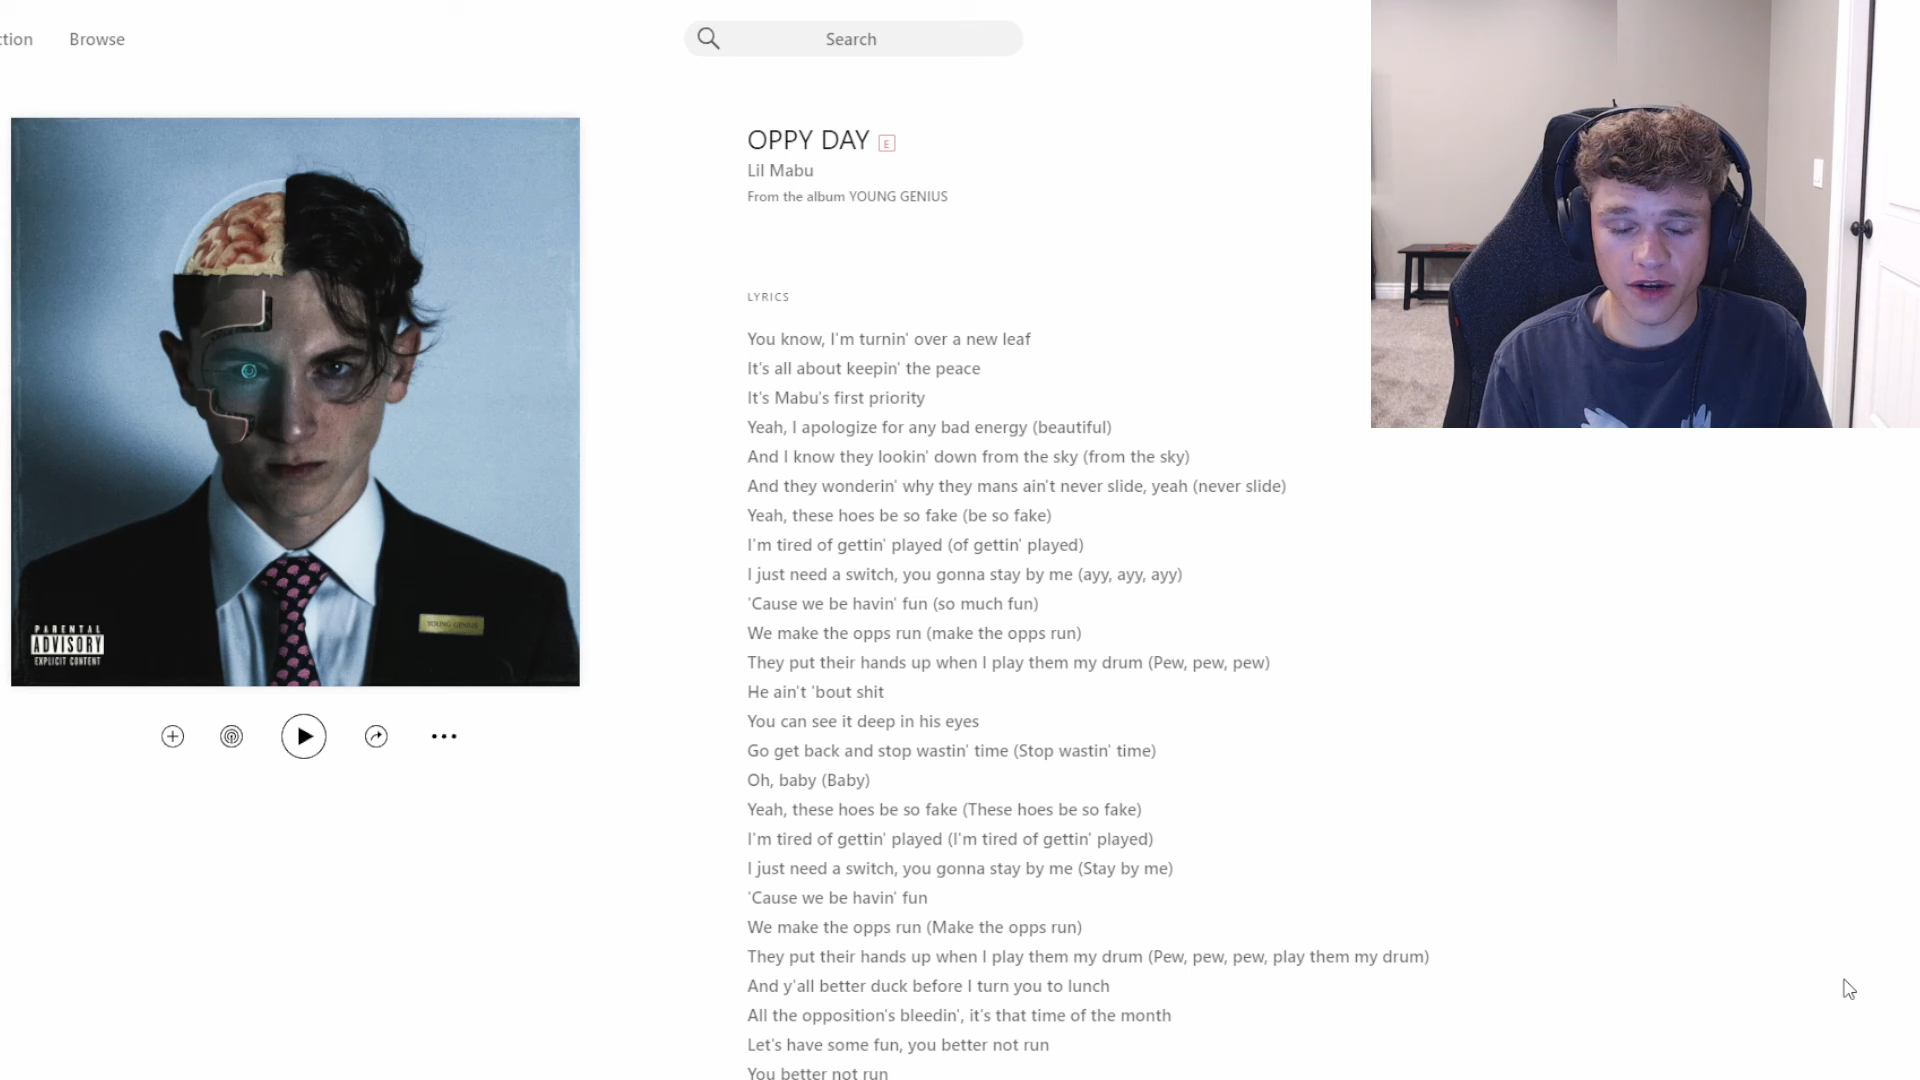 ction
Browse
Search
OPPY DAY E
Lil Mabu
From the album YOUNG GENIUS
LYRICS
You know, I'm turnin' over a new leaf
It's all about keepin' the peace
It's Mabu's first priority
Yeah, I apologize for any bad energy (beautiful)
And I know they lookin' down from the sky (from the sky)
And they wonderin' why they mans ain't never slide, yeah (never slide)
Yeah, these hoes be so fake (be so fake)
I'm tired of gettin' played (of gettin' played)
I just need a switch, you gonna stay by me (ayy, ayy, ayy)
'Cause we be havin' fun (so much fun)
We make the opps run (make the opps run)
They put their hands up when I play them my drum (Pew, pew, pew)
He ain't 'bout shit
You can see it deep in his eyes
Go get back and stop wastin' time (Stop wastin' time)
Oh, baby (Baby)
Yeah, these hoes be so fake (These hoes be so fake)
I'm tired of gettin' played (I'm tired of gettin' played)
I just need a switch, you gonna stay by me (Stay by me)
'Cause we be havin' fun
We make the opps run (Make the opps run)
They put their hands up when I play them my drum (Pew, pew, pew, play them my drum)
And y'all better duck before I turn you to lunch
All the opposition's bleedin', it's that time of the month
Let's have some fun, you better not run
You better not run
YOUNG GENIUS
PARENTAL
ADVISORY
EXPLICIT CONTENT